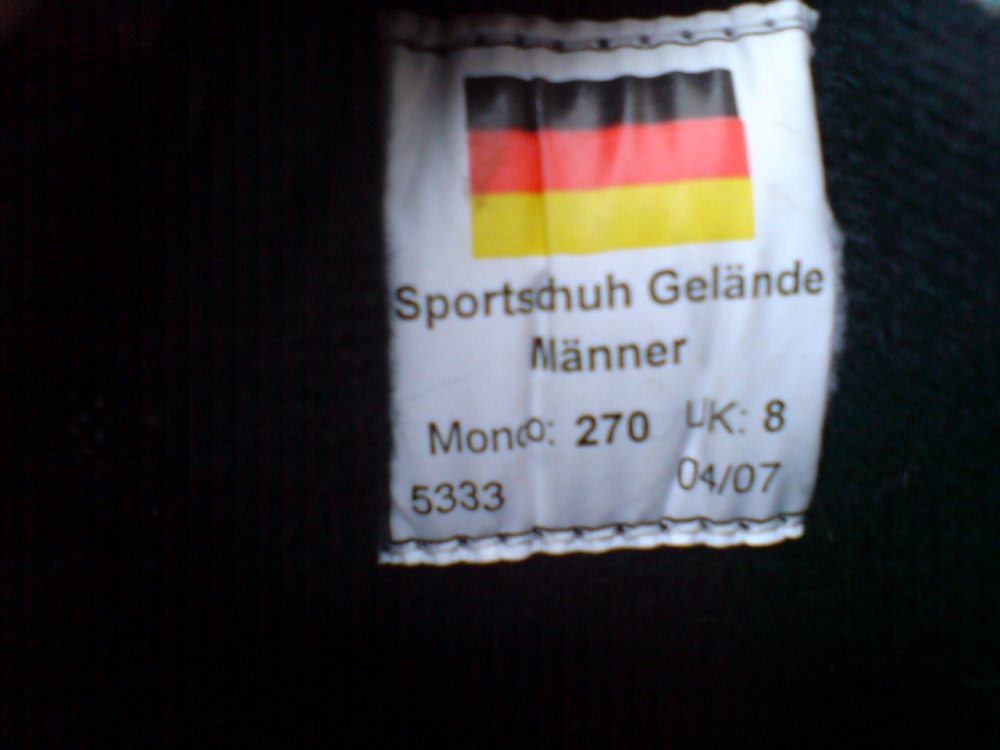 Sportschuh Gelände
Männer
Mondo: 270 UK: 8
5333 04/07